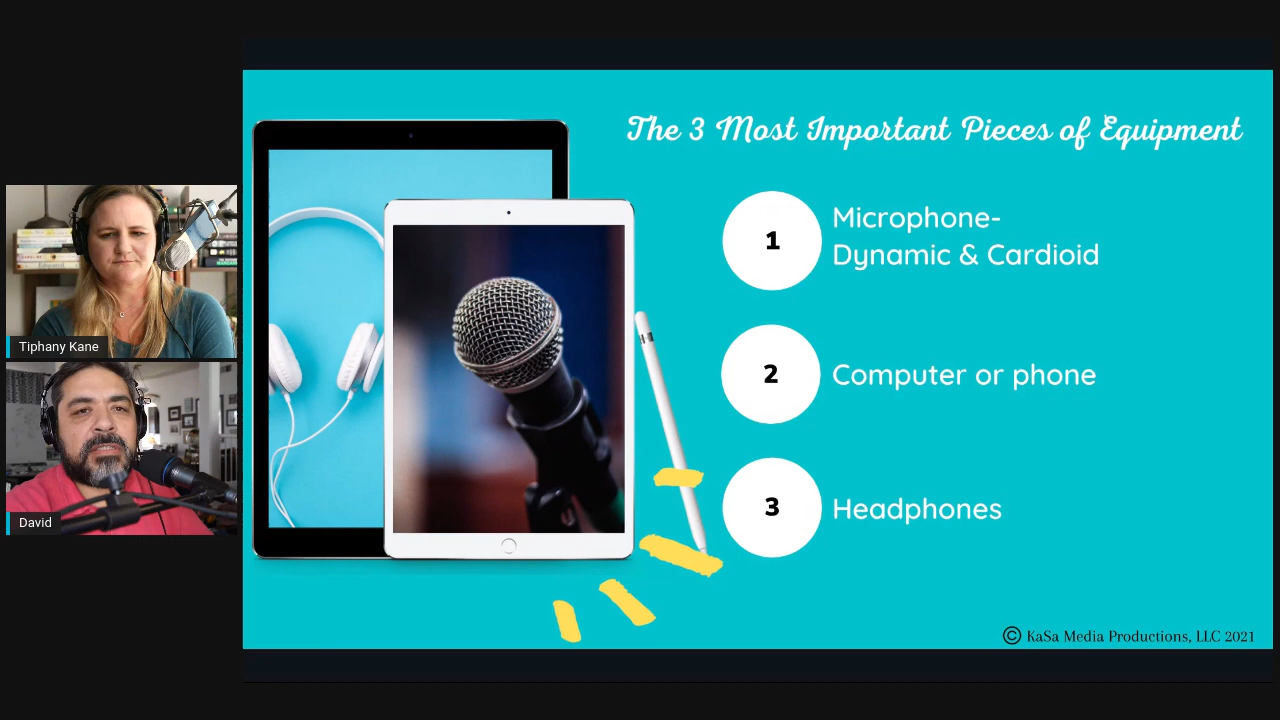 The 3 Most Important Pieces of Equipment
1
Microphone-
Dynamic & Cardioid
2
Computer or phone
3
Headphones
Tiphany Kane
David
© KaSa Media Productions, LLC 2021